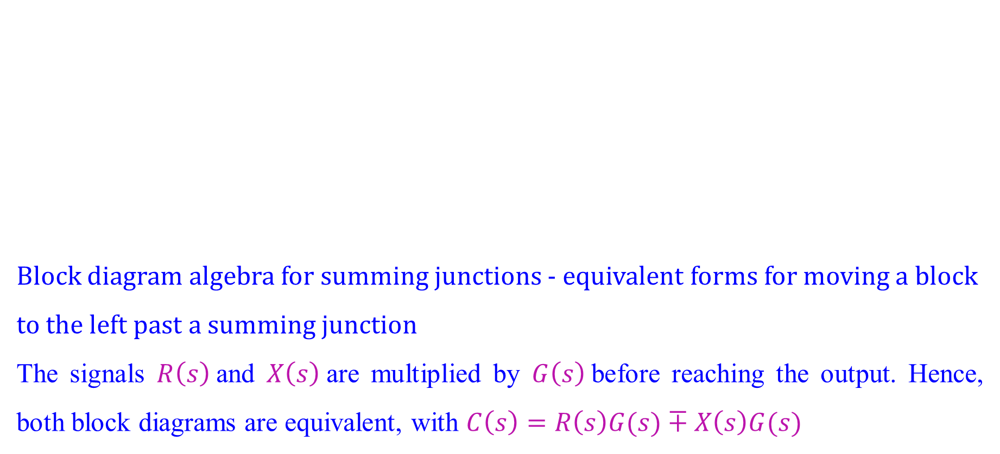 Block diagram algebra for summing junctions - equivalent forms for moving a block
to the left past a summing junction
The signals R(s) and X(s) are multiplied by G(s) before reaching the output. Hence,
both block diagrams are equivalent, with C(s) = R(s)G(s) ∓ X(s)G(s)